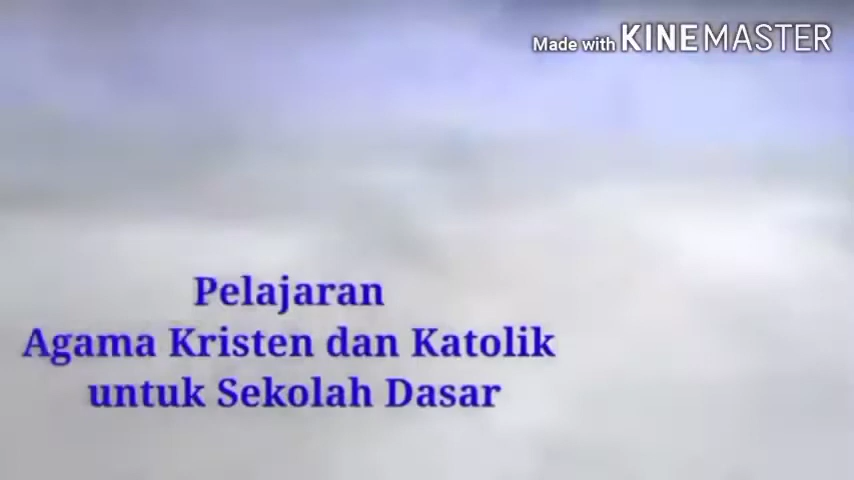 Made with KINEMASTER
Pelajaran
Agama Kristen dan Katolik
untuk Sekolah Dasar